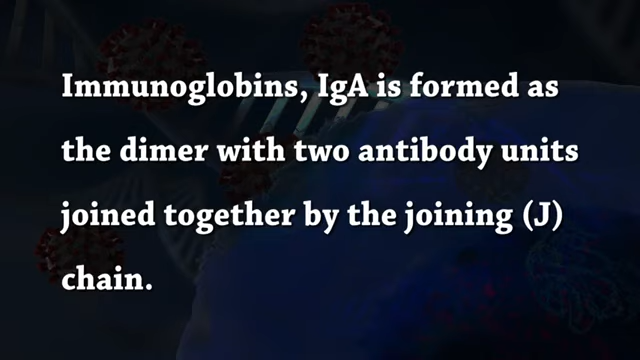 Immunoglobins, IgA is formed as
the dimer with two antibody units
joined together by the joining (J)
chain.